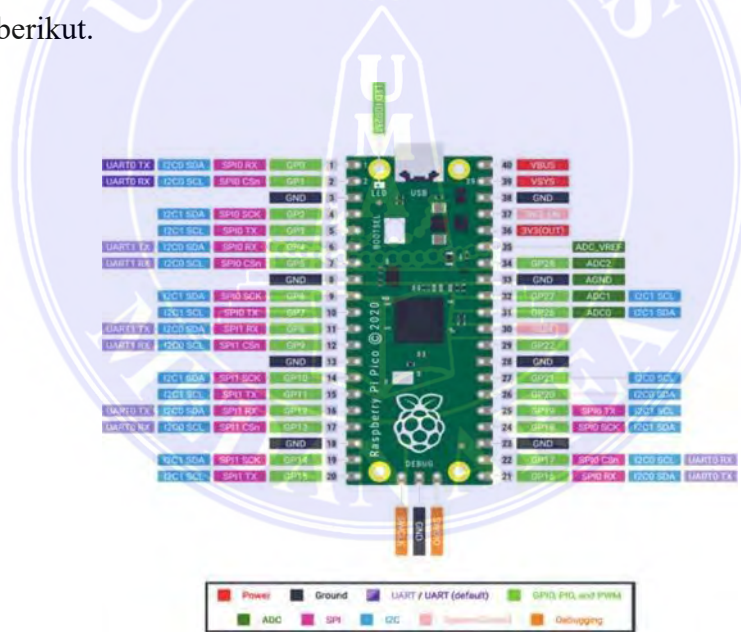 berikut.
LED (GP25)
UART0 TX I2C0 SDA SPI0 RX GP0 1 40 VBUS
UART0 RX I2C0 SCL SPI0 CSn GP1 2 39 VSYS
GND 3 38 GND
I2C1 SDA SPI0 SCK GP2 4 37 3V3_EN
I2C1 SCL SPI0 TX GP3 5 36 3V3(OUT)
UART1 TX I2C0 SDA SPI0 RX GP4 6 35 ADC_VREF
UART1 RX I2C0 SCL SPI0 CSn GP5 7 34 GP28 ADC2
GND 8 33 GND AGND
I2C1 SDA SPI0 SCK GP6 9 32 GP27 ADC1 I2C1 SCL
I2C1 SCL SPI0 TX GP7 10 31 GP26 ADC0 I2C1 SDA
UART1 TX I2C0 SDA SPI1 RX GP8 11 30 RUN
UART1 RX I2C0 SCL SPI1 CSn GP9 12 29 GP22
GND 13 28 GND
I2C1 SDA SPI1 SCK GP10 14 27 GP21 I2C0 SCL
I2C1 SCL SPI1 TX GP11 15 26 GP20 I2C0 SDA
UART0 TX I2C0 SDA SPI1 RX GP12 16 25 GP19 SPI0 TX I2C1 SCL
UART0 RX I2C0 SCL SPI1 CSn GP13 17 24 GP18 SPI0 SCK I2C1 SDA
GND 18 23 GND
I2C1 SDA SPI1 SCK GP14 19 22 GP17 SPI0 CSn I2C0 SCL UART0 RX
I2C1 SCL SPI1 TX GP15 20 21 GP16 SPI0 RX I2C0 SDA UART0 TX
LED
USB
BOOTSEL
Raspberry Pi Pico © 2020
DEBUG
SWCLK
GND
SWDIO
Power Ground UART / UART (default) GPIO, PIO, and PWM
ADC SPI I2C System Control Debugging